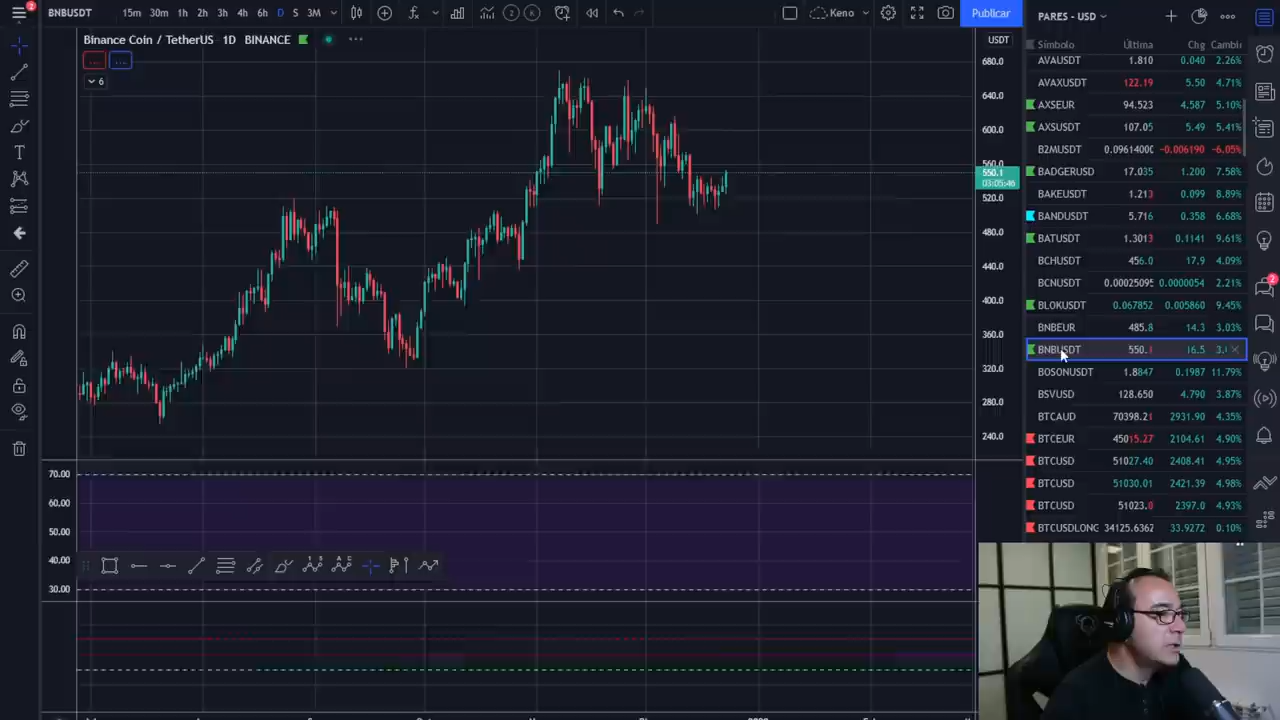 2
BNBUSDT 15m 30m 1h 2h 3h 4h 6h D S 3M 2 K Keno Publicar
PARES - USD
Binance Coin / TetherUS 1D BINANCE
USDT
6
680.0
640.0
600.0
560.0
550.1
03:05:46
520.0
480.0
440.0
400.0
360.0
320.0
280.0
240.0
70.00
60.00
50.00
40.00
30.00
Símbolo Última Chg Cambi
AVAUSDT 1.810 0.040 2.26%
AVAXUSDT 122.19 5.50 4.71%
AXSEUR 94.523 4.587 5.10%
AXSUSDT 107.05 5.49 5.41%
B2MUSDT 0.0961400 −0.006190 −6.05%
BADGERUSD 17.035 1.200 7.58%
BAKEUSDT 1.213 0.099 8.89%
BANDUSDT 5.716 0.358 6.68%
BATUSDT 1.3013 0.1141 9.61%
BCHUSDT 456.0 17.9 4.09%
BCNUSDT 0.00025095 0.0000054 2.21%
BLOKUSDT 0.067852 0.005860 9.45%
BNBEUR 485.8 14.3 3.03%
BNBUSDT 550.1 16.5
BOSONUSDT 1.8847 0.1987 11.79%
BSVUSD 128.650 4.790 3.87%
BTCAUD 70398.21 2931.90 4.35%
BTCEUR 45015.27 2104.61 4.90%
BTCUSD 51027.40 2408.41 4.95%
BTCUSD 51030.01 2421.39 4.98%
BTCUSD 2397.0 4.93%
BTCUSDLONG 34125.6362 33.9272 0.10%
2